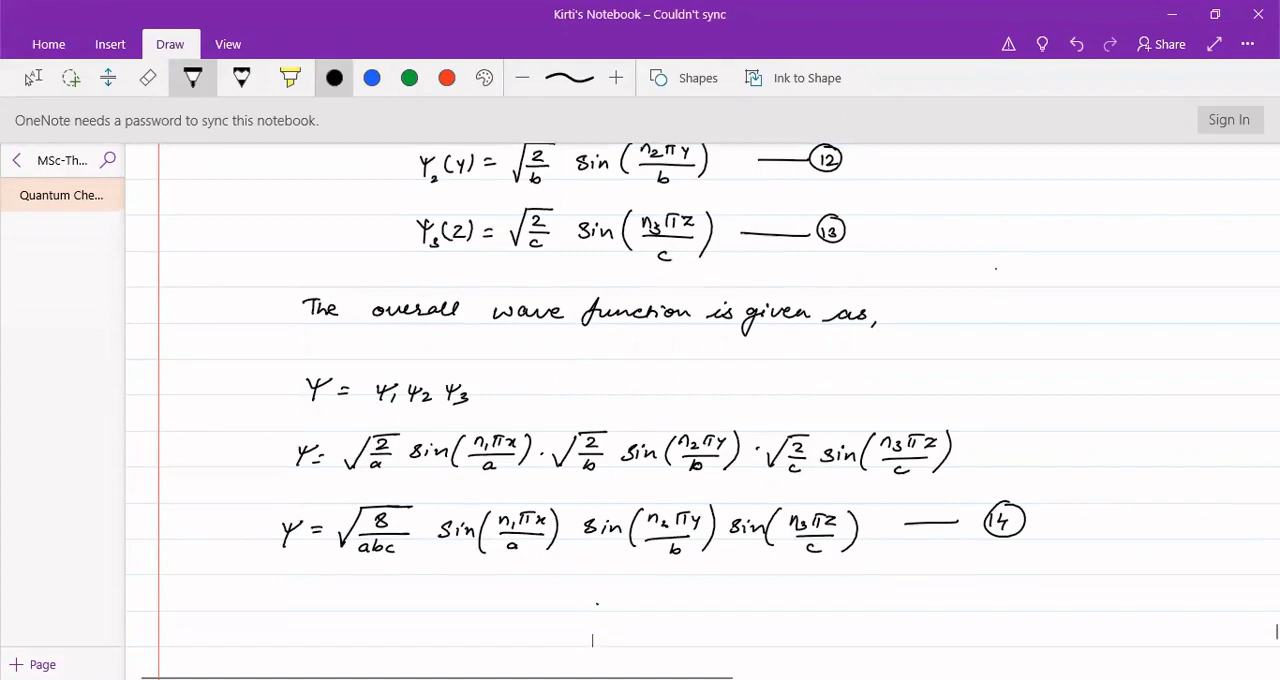 Kirti's Notebook – Couldn't sync
Home Insert Draw View
Share
Shapes Ink to Shape
OneNote needs a password to sync this notebook. Sign In
MSc-Th...
Quantum Che...
Ψ₂(y) = √(2/b) sin (n₂πy/b) —— 12
Ψ₃(z) = √(2/c) sin (n₃πz/c) —— 13
The overall wave function is given as,
Ψ = Ψ₁ Ψ₂ Ψ₃
Ψ = √(2/a) sin(n₁πx/a) · √(2/b) sin(n₂πy/b) · √(2/c) sin(n₃πz/c)
Ψ = √(8/abc) sin(n₁πx/a) sin(n₂πy/b) sin(n₃πz/c) —— 14
+ Page